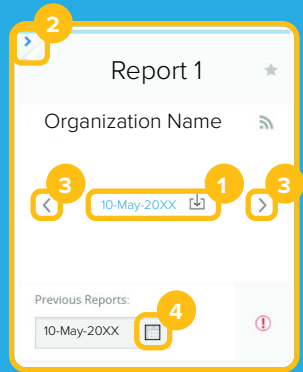 2
Report 1
Organization Name
3
10-May-20XX
1
3
Previous Reports:
10-May-20XX
4